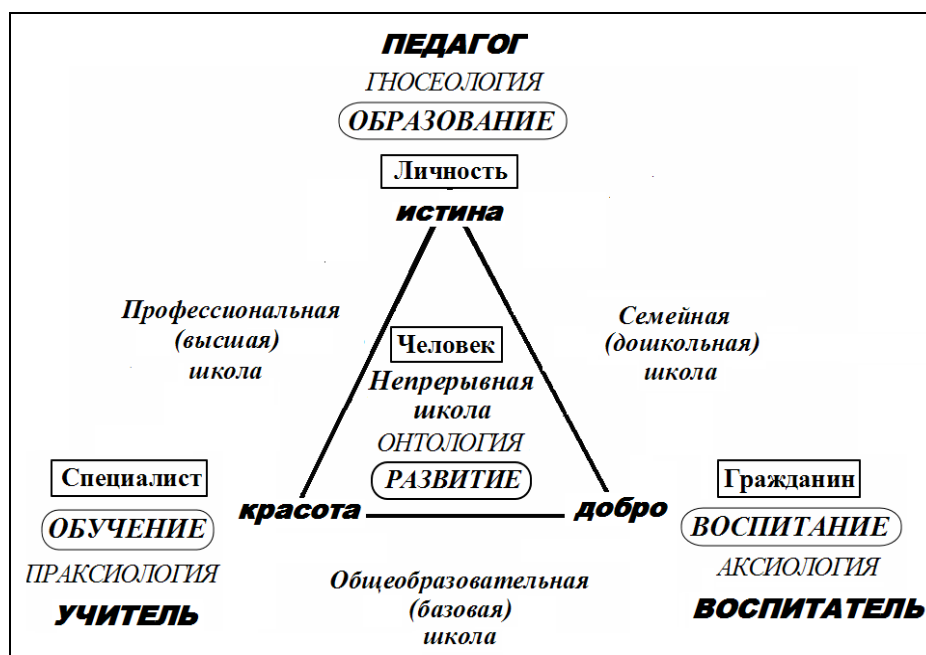 ПЕДАГОГ
ГНОСЕОЛОГИЯ
ОБРАЗОВАНИЕ
Личность
истина
Профессиональная
(высшая)
школа
Семейная
(дошкольная)
школа
Человек
Непрерывная
школа
ОНТОЛОГИЯ
РАЗВИТИЕ
Специалист
ОБУЧЕНИЕ
ПРАКСИОЛОГИЯ
УЧИТЕЛЬ
красота
добро
Гражданин
ВОСПИТАНИЕ
АКСИОЛОГИЯ
ВОСПИТАТЕЛЬ
Общеобразовательная
(базовая)
школа